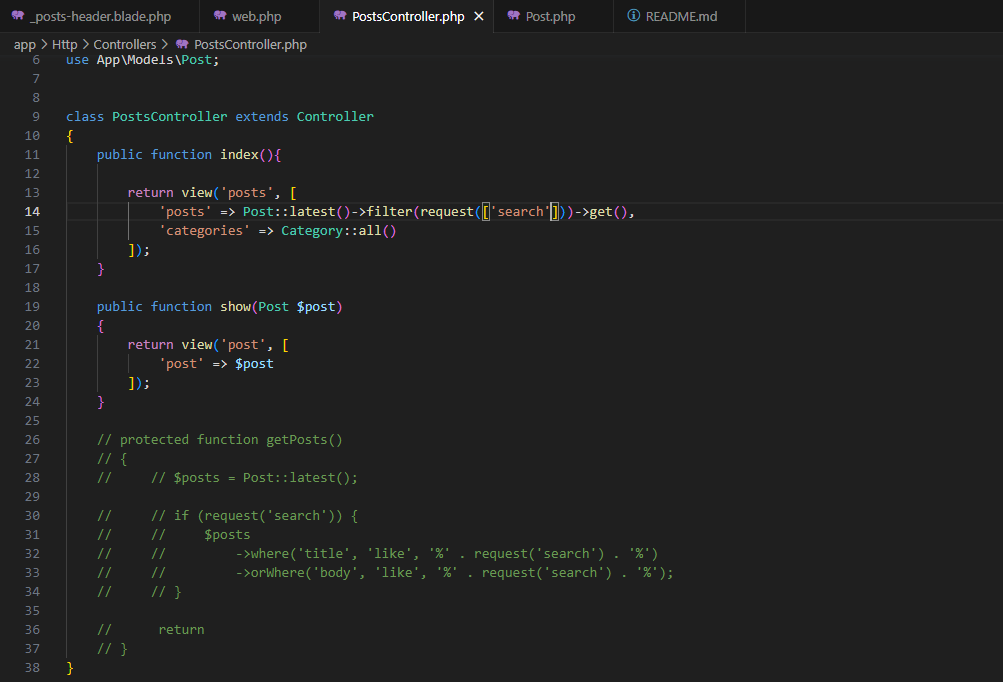 _posts-header.blade.php web.php PostsController.php Post.php README.md
app > Http > Controllers > PostsController.php
6 use App\Models\Post;
7
8
9 class PostsController extends Controller
10 {
11     public function index(){
12
13         return view('posts', [
14             'posts' => Post::latest()->filter(request(['search']))->get(),
15             'categories' => Category::all()
16         ]);
17     }
18
19     public function show(Post $post)
20     {
21         return view('post', [
22             'post' => $post
23         ]);
24     }
25
26     // protected function getPosts()
27     // {
28     //     // $posts = Post::latest();
29
30     //     // if (request('search')) {
31     //     //     $posts
32     //     //         ->where('title', 'like', '%' . request('search') . '%')
33     //     //         ->orWhere('body', 'like', '%' . request('search') . '%');
34     //     // }
35
36     //      return
37     // }
38 }